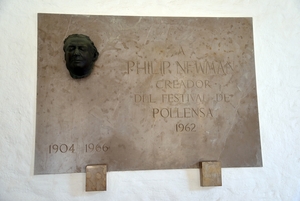 A
PHILIP NEWMAN
CREADOR
DEL FESTIVAL DE
POLLENSA
1962
1904 1966